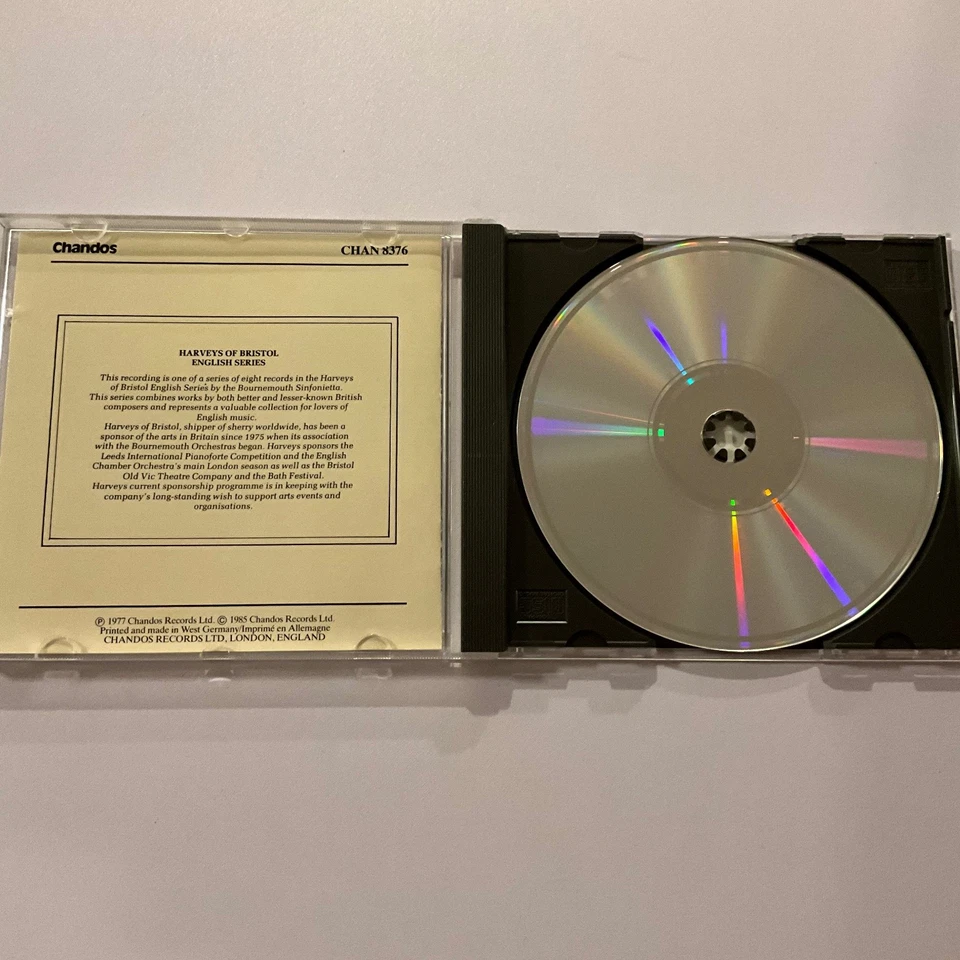 Chandos
CHAN 8376
HARVEYS OF BRISTOL
ENGLISH SERIES
This recording is one of a series of eight records in the Harveys
of Bristol English Series by the Bournemouth Sinfonietta.
This series combines works by both better and lesser-known British
composers and represents a valuable collection for lovers of
English music.
Harveys of Bristol, shipper of sherry worldwide, has been a
sponsor of the arts in Britain since 1975 when its association
with the Bournemouth Orchestras began. Harveys sponsors the
Leeds International Pianoforte Competition and the English
Chamber Orchestra's main London season as well as the Bristol
Old Vic Theatre Company and the Bath Festival.
Harveys current sponsorship programme is in keeping with the
company's long-standing wish to support arts events and
organisations.
Ⓟ 1977 Chandos Records Ltd. © 1985 Chandos Records Ltd.
Printed and made in West Germany/Imprimé en Allemagne
CHANDOS RECORDS LTD, LONDON, ENGLAND